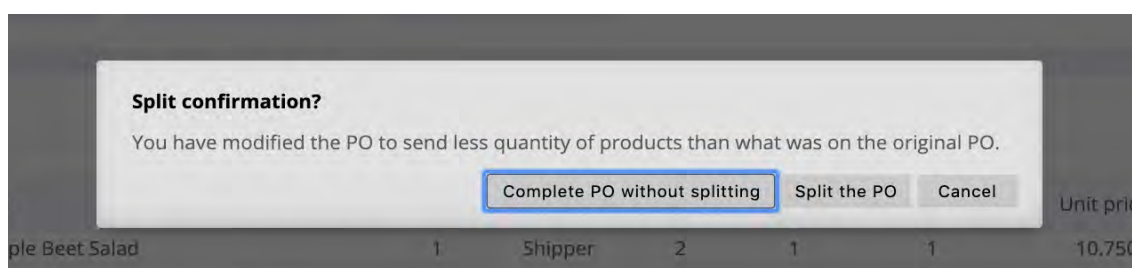 Split confirmation?
You have modified the PO to send less quantity of products than what was on the original PO.
Complete PO without splitting Split the PO Cancel
Unit
Beet Salad 1 Shipper 2 1 1 10.750